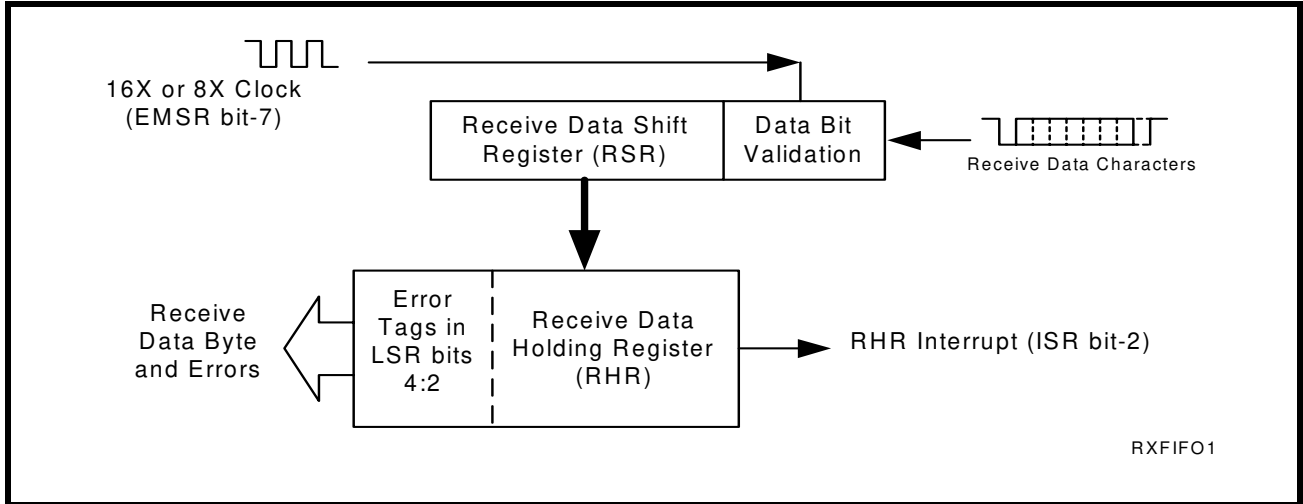 16X or 8X Clock
(EMSR bit-7)
Receive Data Shift
Register (RSR)
Data Bit
Validation
Receive Data Characters
Receive
Data Byte
and Errors
Error
Tags in
LSR bits
4:2
Receive Data
Holding Register
(RHR)
RHR Interrupt (ISR bit-2)
RXFIFO1